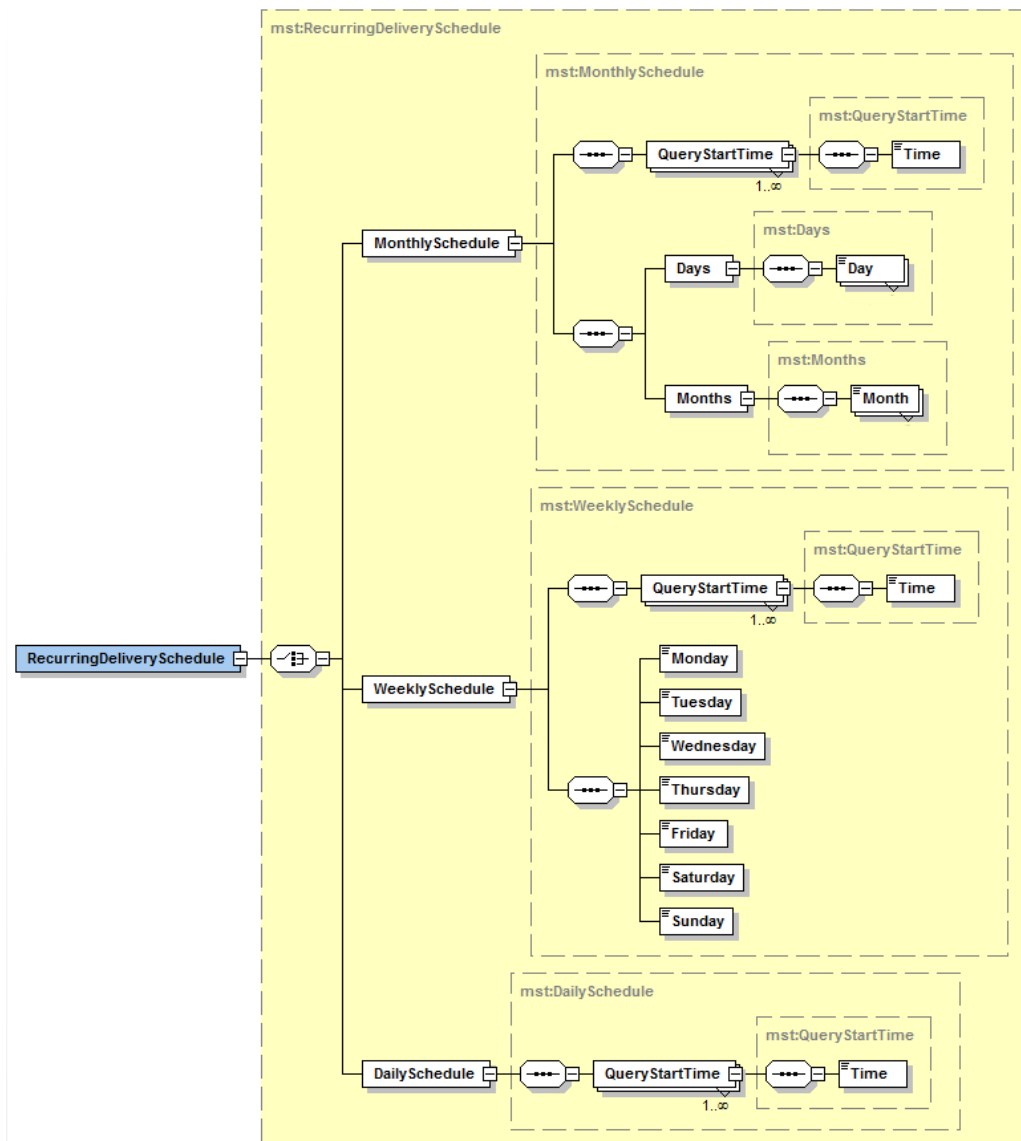 mst:RecurringDeliverySchedule
mst:MonthlySchedule
mst:QueryStartTime
QueryStartTime
Time
1..∞
MonthlySchedule
mst:Days
Days
Day
mst:Months
Months
Month
mst:WeeklySchedule
mst:QueryStartTime
QueryStartTime
Time
1..∞
RecurringDeliverySchedule
Monday
WeeklySchedule
Tuesday
Wednesday
Thursday
Friday
Saturday
Sunday
mst:DailySchedule
mst:QueryStartTime
DailySchedule
QueryStartTime
Time
1..∞